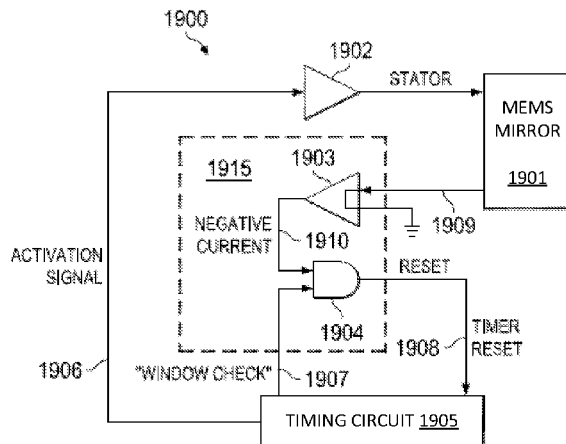 1900
1902
STATOR
MEMS
MIRROR
1901
1915
1903
1909
NEGATIVE
CURRENT
1910
ACTIVATION
SIGNAL
RESET
1904
TIMER
RESET
1908
1906
"WINDOW CHECK"
1907
TIMING CIRCUIT 1905